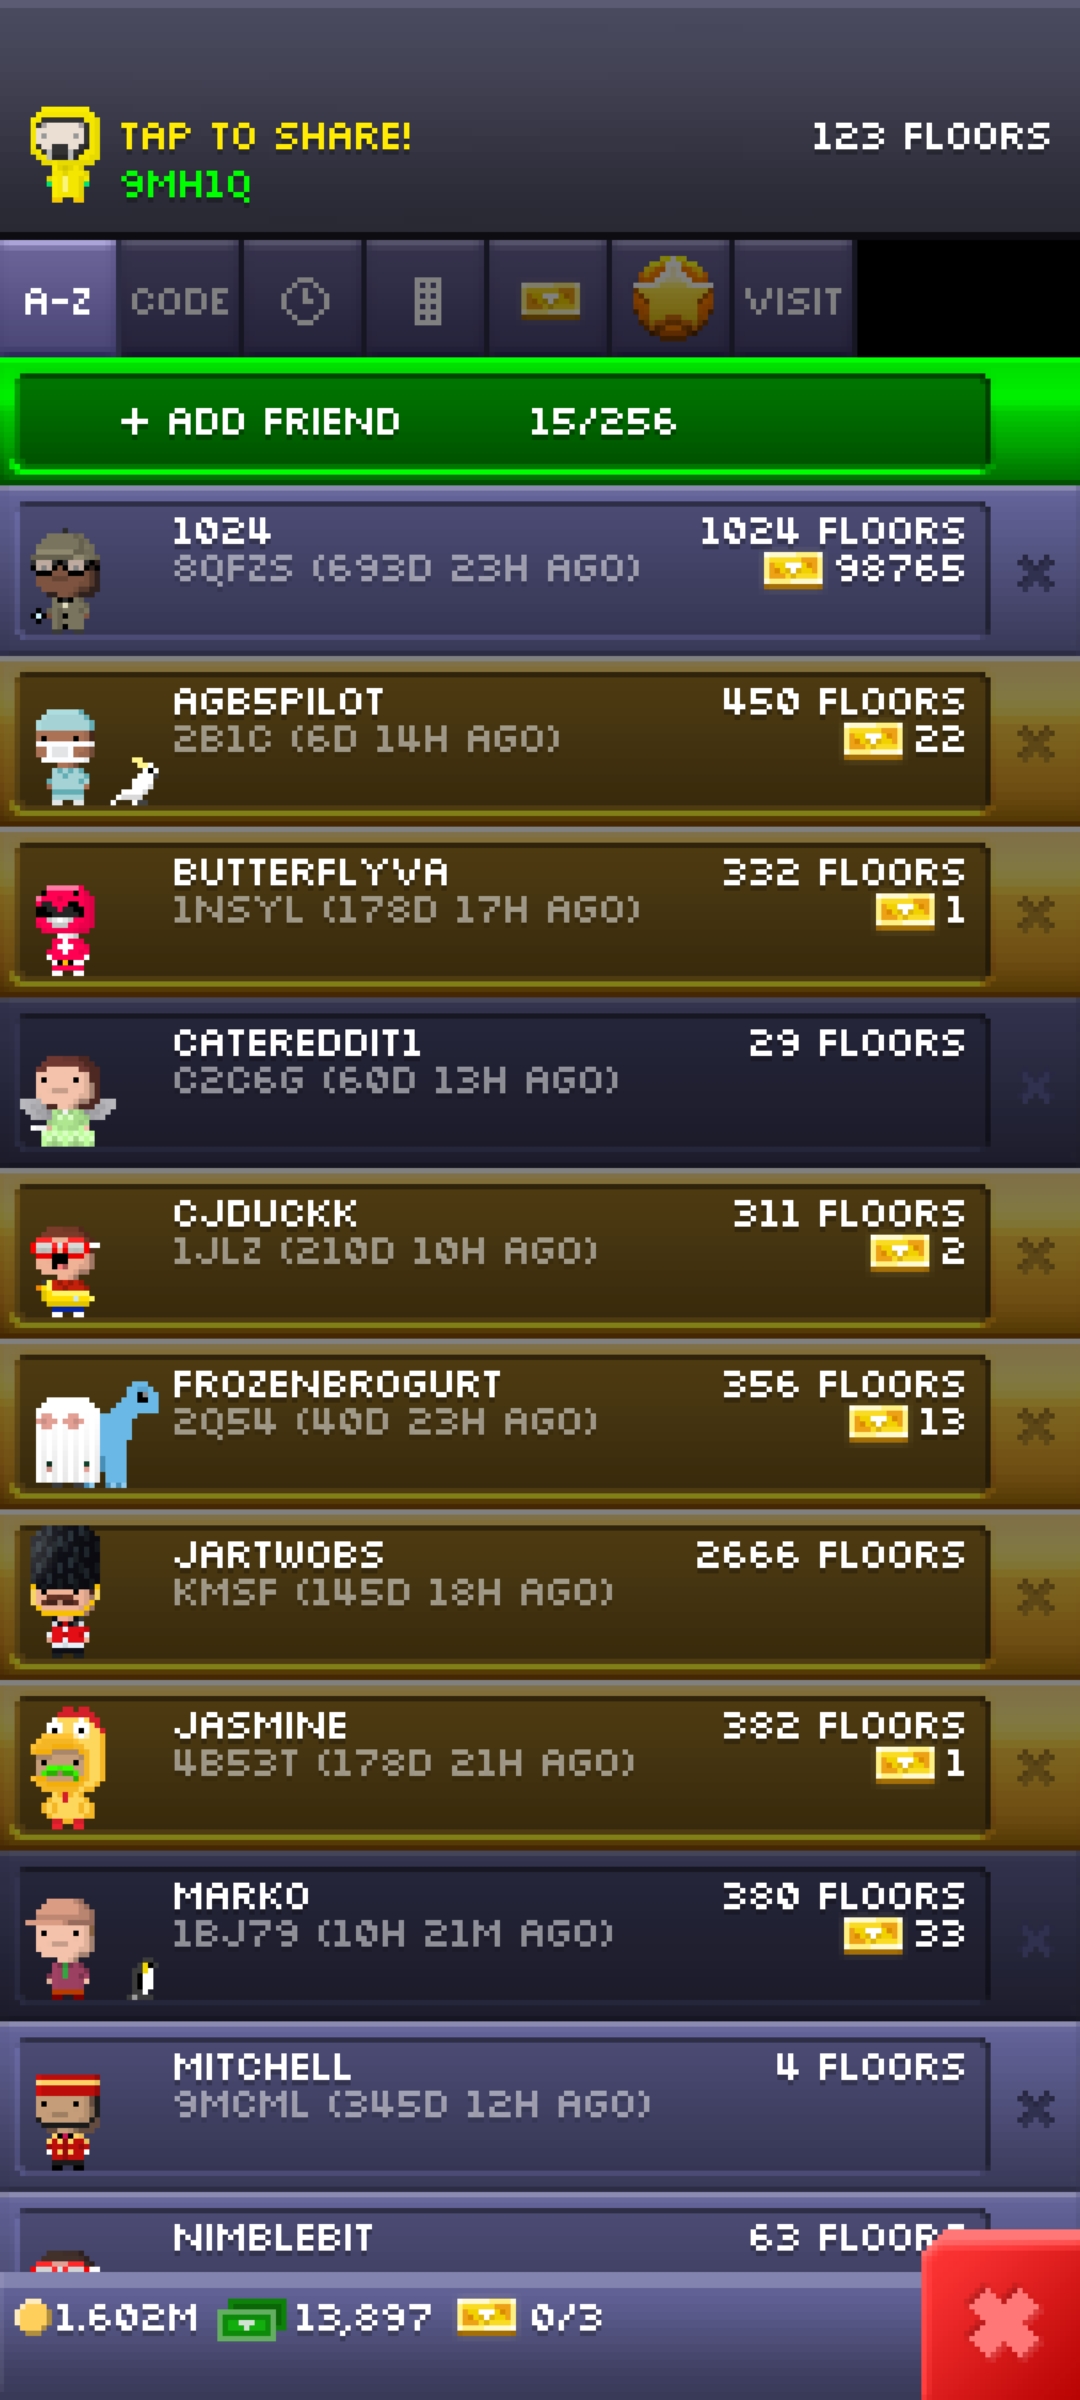 TAP TO SHARE! 123 FLOORS
9MH1Q
A-Z CODE VISIT
+ ADD FRIEND 15/256
1024 1024 FLOORS
8QFZS (693D 23H AGO) 98765
AGB5PILOT 450 FLOORS
2B1C (6D 14H AGO) 22
BUTTERFLYVA 332 FLOORS
1NSYL (178D 17H AGO) 1
CATEREDDIT1 29 FLOORS
C2C6G (60D 13H AGO)
CJDUCKK 311 FLOORS
1JLZ (210D 10H AGO) 2
FROZENBROGURT 356 FLOORS
2Q54 (40D 23H AGO) 13
JARTWOBS 2666 FLOORS
KMSF (145D 18H AGO)
JASMINE 382 FLOORS
4B53T (178D 21H AGO) 1
MARKO 380 FLOORS
1BJ79 (10H 21M AGO) 33
MITCHELL 4 FLOORS
9MCML (345D 12H AGO)
NIMBLEBIT 63 FLOORS
1.602M 13,897 0/3